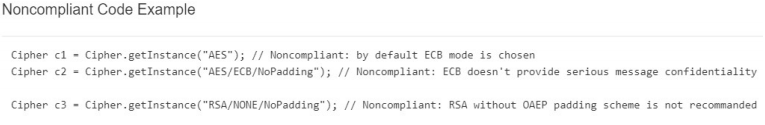 Noncompliant Code Example
Cipher c1 = Cipher.getInstance("AES"); // Noncompliant: by default ECB mode is chosen
Cipher c2 = Cipher.getInstance("AES/ECB/NoPadding"); // Noncompliant: ECB doesn't provide serious message confidentiality
Cipher c3 = Cipher.getInstance("RSA/NONE/NoPadding"); // Noncompliant: RSA without OAEP padding scheme is not recommanded